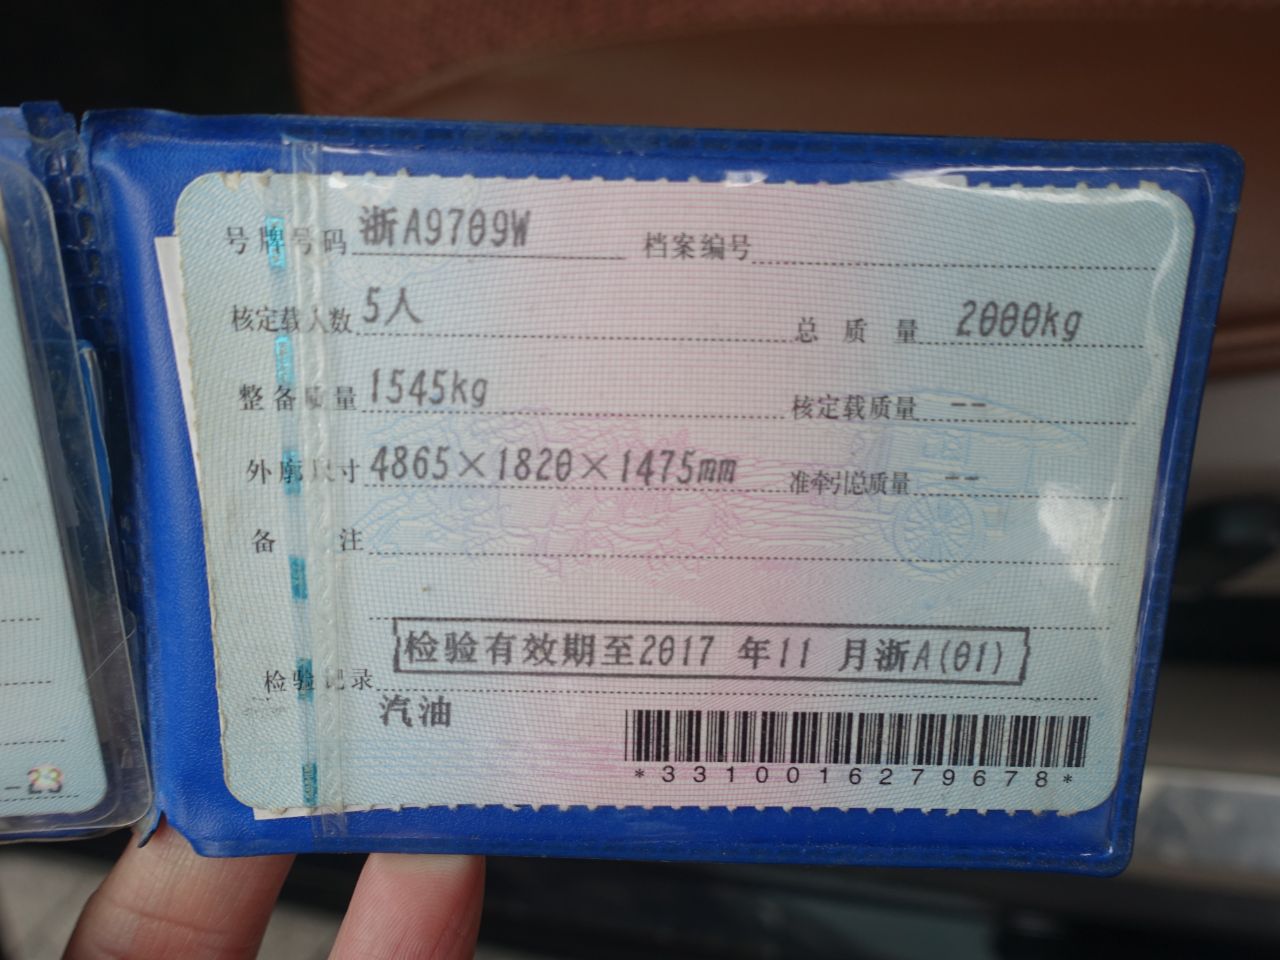 号牌号码 浙A9709W 档案编号
核定载人数 5人 总质量 2000kg
整备质量 1545kg 核定载质量 --
外廓尺寸 4865×1820×1475mm 准牵引总质量 --
备注
检验记录 检验有效期至2017 年11 月浙A(01)
汽油
*3310016279678*
-23